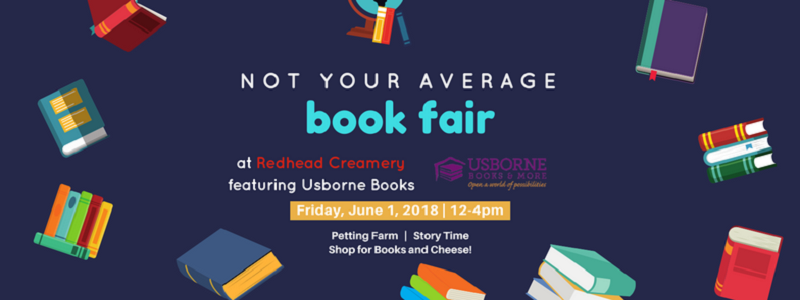 NOT YOUR AVERAGE
book fair
at Redhead Creamery
featuring Usborne Books
USBORNE
BOOKS & MORE
Open a world of possibilities
Friday, June 1, 2018 | 12-4pm
Petting Farm | Story Time
Shop for Books and Cheese!